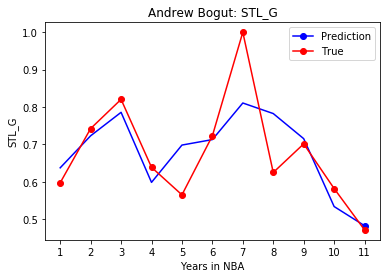 Andrew Bogut: STL_G
Prediction
True
1.0
0.9
0.8
0.7
0.6
0.5
STL_G
1 2 3 4 5 6 7 8 9 10 11
Years in NBA